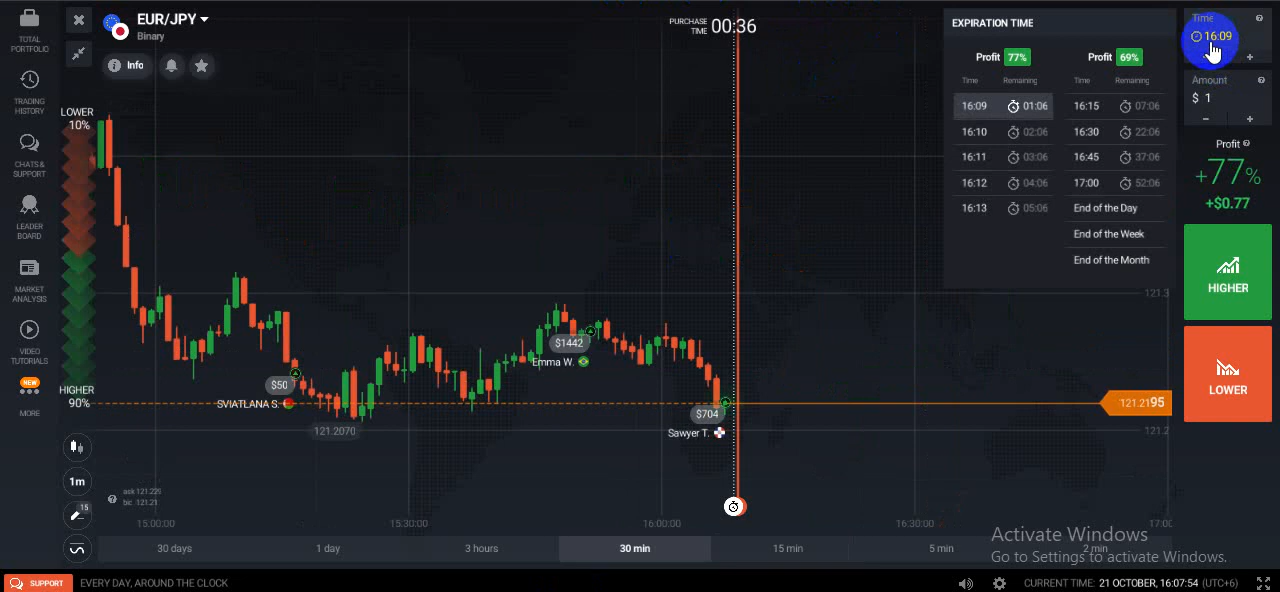 TOTAL
PORTFOLIO
TRADING
HISTORY
CHATS &
SUPPORT
LEADER
BOARD
MARKET
ANALYSIS
VIDEO
TUTORIALS
NEW
MORE
EUR/JPY
Binary
Info
LOWER
10%
HIGHER
90%
1m
15
ask 121.229
bic 121.21
PURCHASE
TIME 00:36
$50
SVIATLANA S.
121.2070
$1442
Emma W.
$704
Sawyer T.
EXPIRATION TIME
Profit 77% Profit 69%
Time Remaining Time Remaining
16:09 01:06 16:15 07:06
16:10 02:06 16:30 22:06
16:11 03:06 16:45 37:06
16:12 04:06 17:00 52:06
16:13 05:06 End of the Day
End of the Week
End of the Month
121.3
121.2195
121.2
15:00:00 15:30:00 16:00:00 16:30:00 17:00
30 days 1 day 3 hours 30 min 15 min 5 min 2 min
Time
16:09
+
Amount
$ 1
− +
Profit
+77%
+$0.77
HIGHER
LOWER
Activate Windows
Go to Settings to activate Windows.
SUPPORT EVERY DAY, AROUND THE CLOCK
CURRENT TIME: 21 OCTOBER, 16:07:54 (UTC+6)